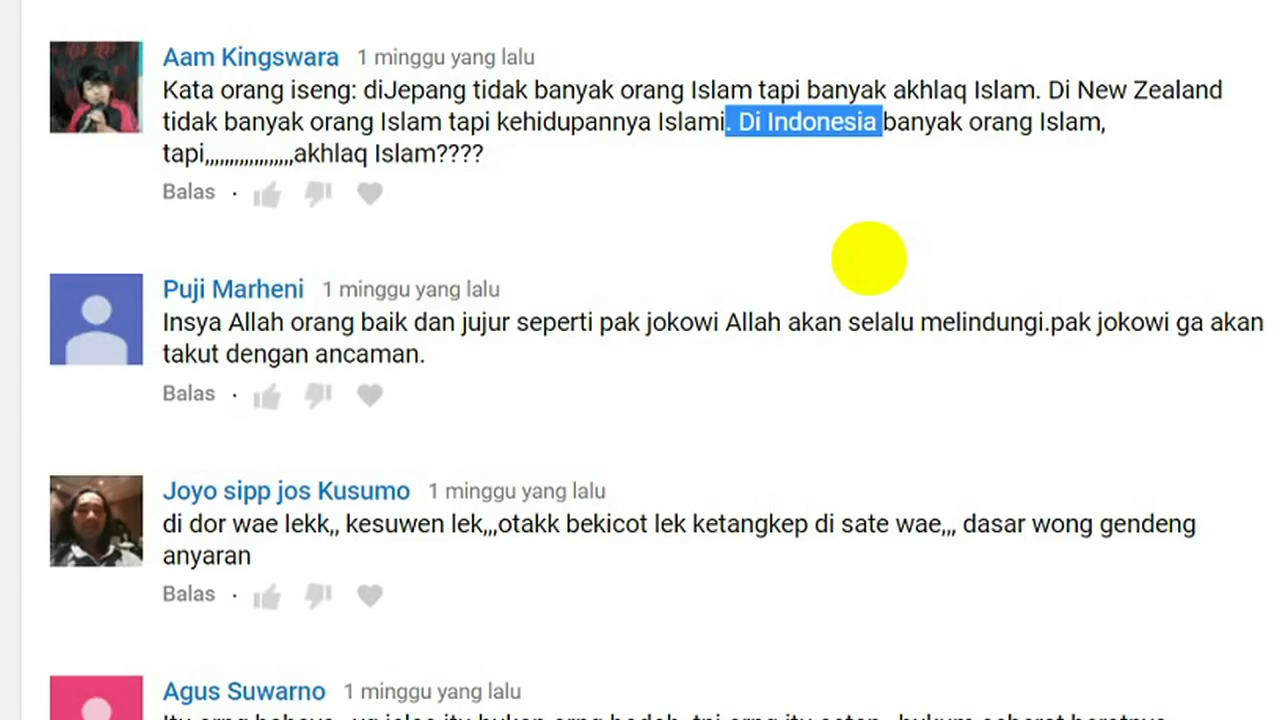 Aam Kingswara 1 minggu yang lalu
Kata orang iseng: diJepang tidak banyak orang Islam tapi banyak akhlaq Islam. Di New Zealand
tidak banyak orang Islam tapi kehidupannya Islami. Di Indonesia banyak orang Islam,
tapi,,,,,,,,,,,,,,,,,,akhlaq Islam????
Balas ·
Puji Marheni 1 minggu yang lalu
Insya Allah orang baik dan jujur seperti pak jokowi Allah akan selalu melindungi.pak jokowi ga akan
takut dengan ancaman.
Balas ·
Joyo sipp jos Kusumo 1 minggu yang lalu
di dor wae lekk,, kesuwen lek,,,otakk bekicot lek ketangkep di sate wae,,, dasar wong gendeng
anyaran
Balas ·
Agus Suwarno 1 minggu yang lalu